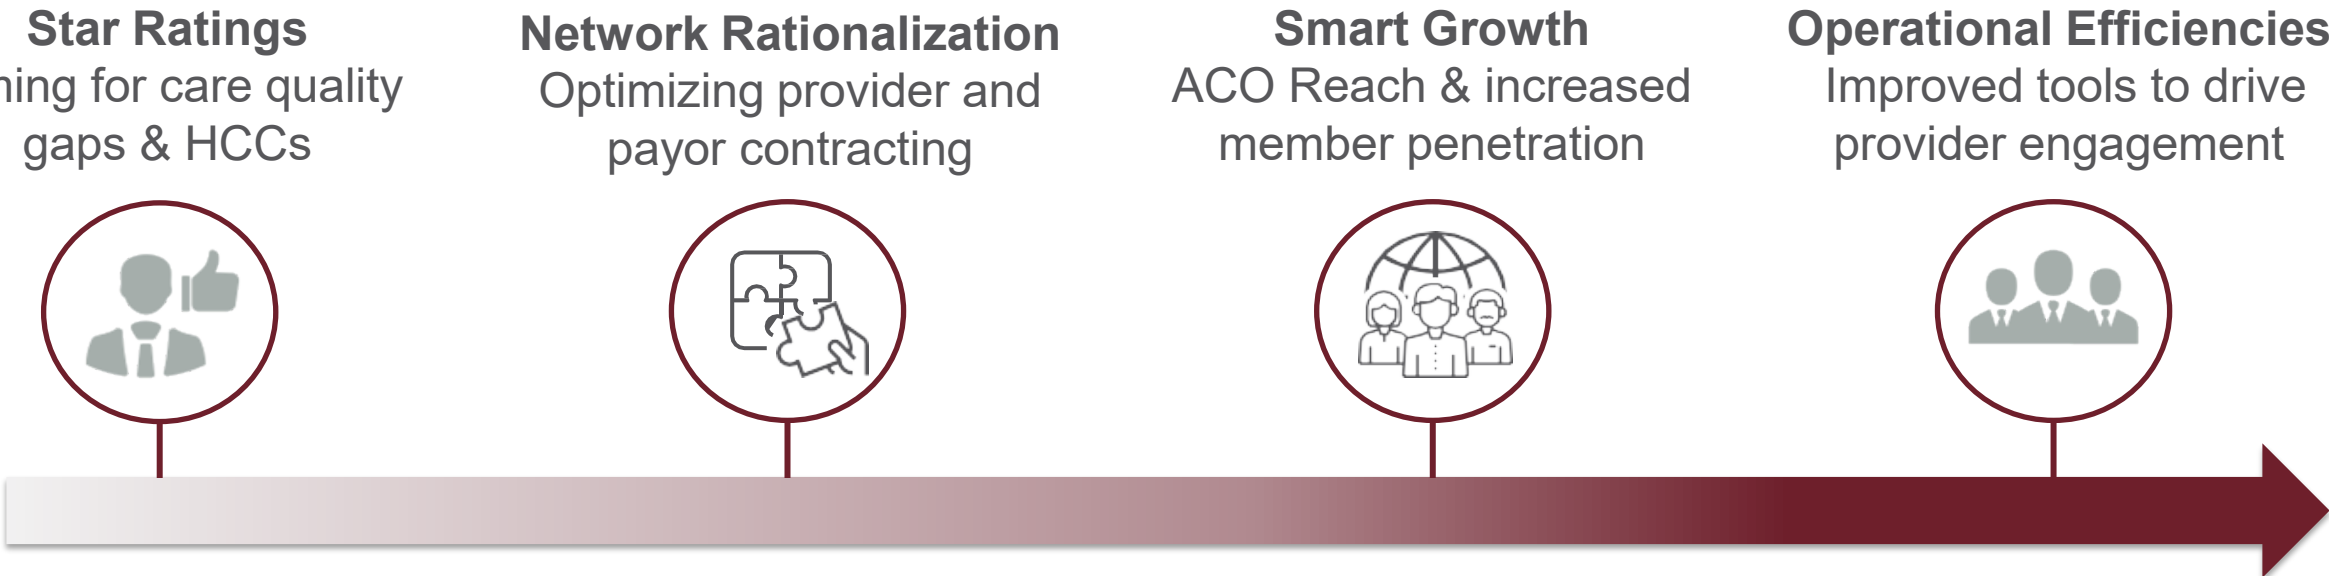 Star Ratings
for care quality
gaps & HCCs
Network Rationalization
Optimizing provider and
payor contracting
Smart Growth
ACO Reach & increased
member penetration
Operational Efficiencies
Improved tools to drive
provider engagement